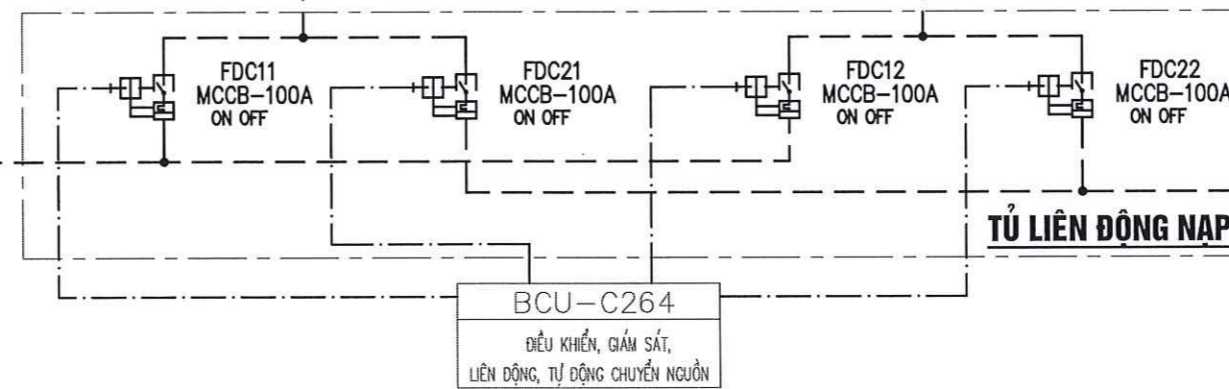 FDC11
MCCB-100A
ON OFF
FDC21
MCCB-100A
ON OFF
FDC12
MCCB-100A
ON OFF
FDC22
MCCB-100A
ON OFF
TỦ LIÊN ĐỘNG NẠP
BCU-C264
ĐIỀU KHIỂN, GIÁM SÁT,
LIÊN ĐỘNG, TỰ ĐỘNG CHUYỂN NGUỒN